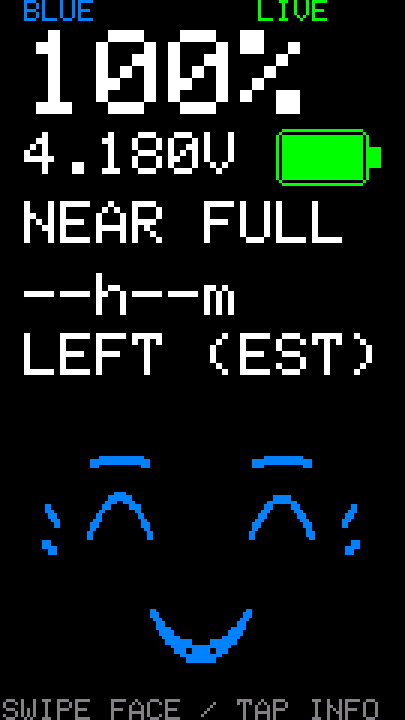 BLUE LIVE
100%
4.180V
NEAR FULL
--h--m
LEFT (EST)
SWIPE FACE / TAP INFO